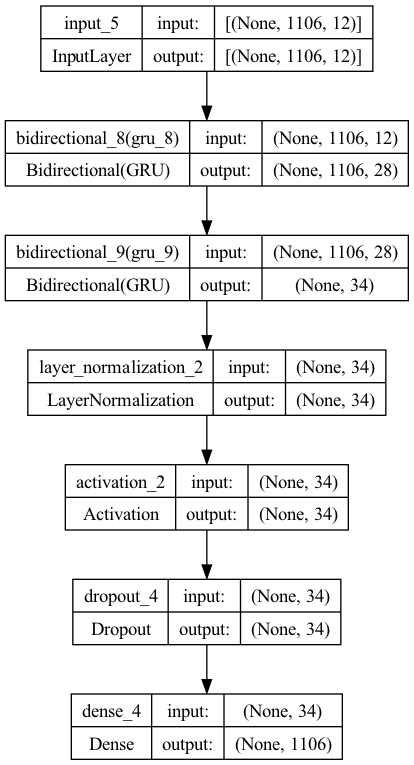 input_5 input: [(None, 1106, 12)]
InputLayer output: [(None, 1106, 12)]
bidirectional_8(gru_8) input: (None, 1106, 12)
Bidirectional(GRU) output: (None, 1106, 28)
bidirectional_9(gru_9) input: (None, 1106, 28)
Bidirectional(GRU) output: (None, 34)
layer_normalization_2 input: (None, 34)
LayerNormalization output: (None, 34)
activation_2 input: (None, 34)
Activation output: (None, 34)
dropout_4 input: (None, 34)
Dropout output: (None, 34)
dense_4 input: (None, 34)
Dense output: (None, 1106)